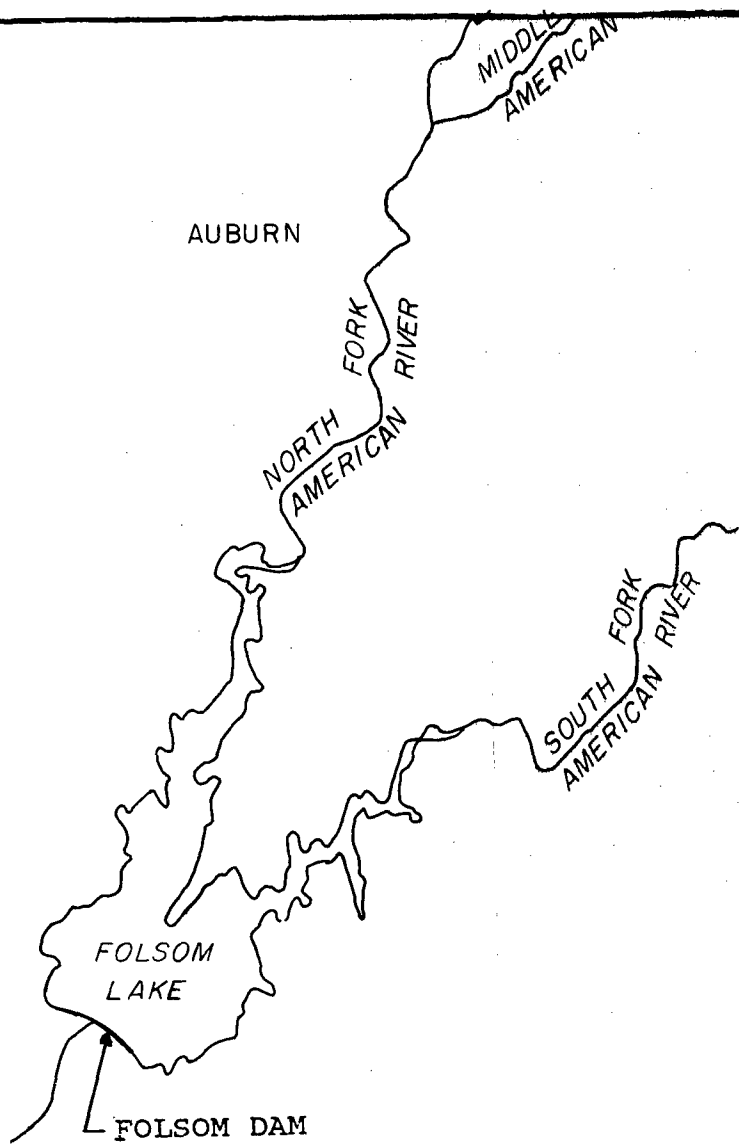 MIDDLE
AMERICAN
AUBURN
NORTH FORK
AMERICAN RIVER
SOUTH FORK
AMERICAN RIVER
FOLSOM
LAKE
FOLSOM DAM